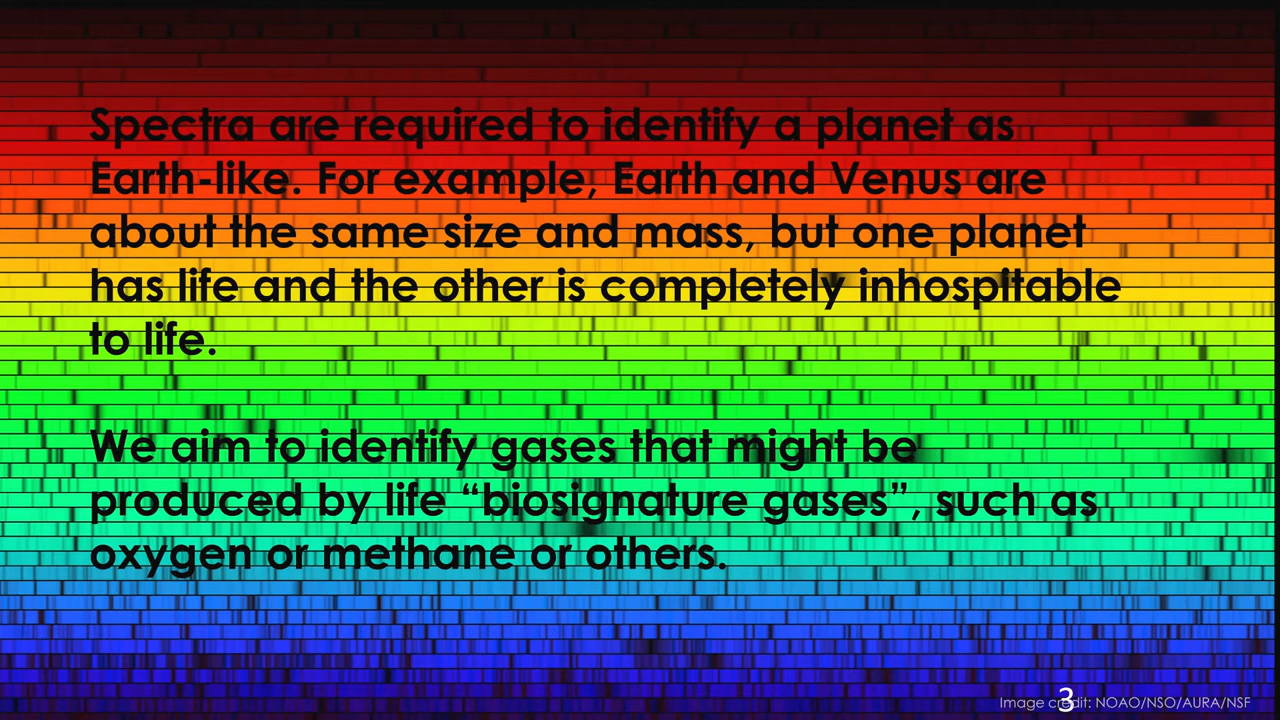 Spectra are required to identify a planet as
Earth-like. For example, Earth and Venus are
about the same size and mass, but one planet
has life and the other is completely inhospitable
to life.
We aim to identify gases that might be
produced by life “biosignature gases”, such as
oxygen or methane or others.
Image credit: NOAO/NSO/AURA/NSF
3